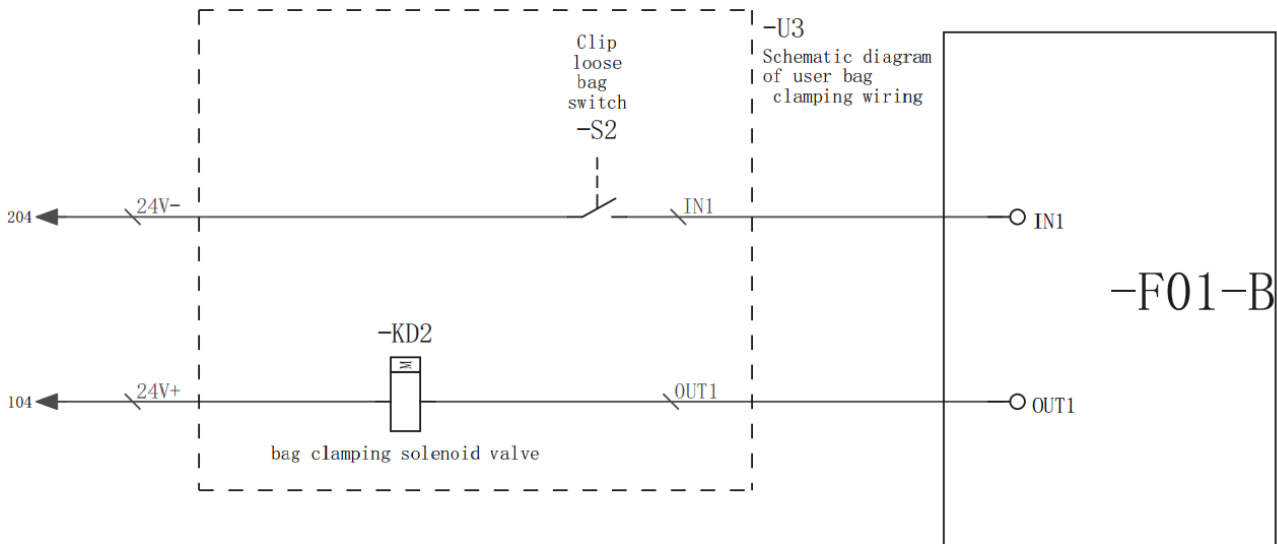 -U3
Schematic diagram
of user bag
clamping wiring
Clip
loose
bag
switch
-S2
204
24V-
IN1
IN1
-F01-B
-KD2
M
104
24V+
OUT1
OUT1
bag clamping solenoid valve